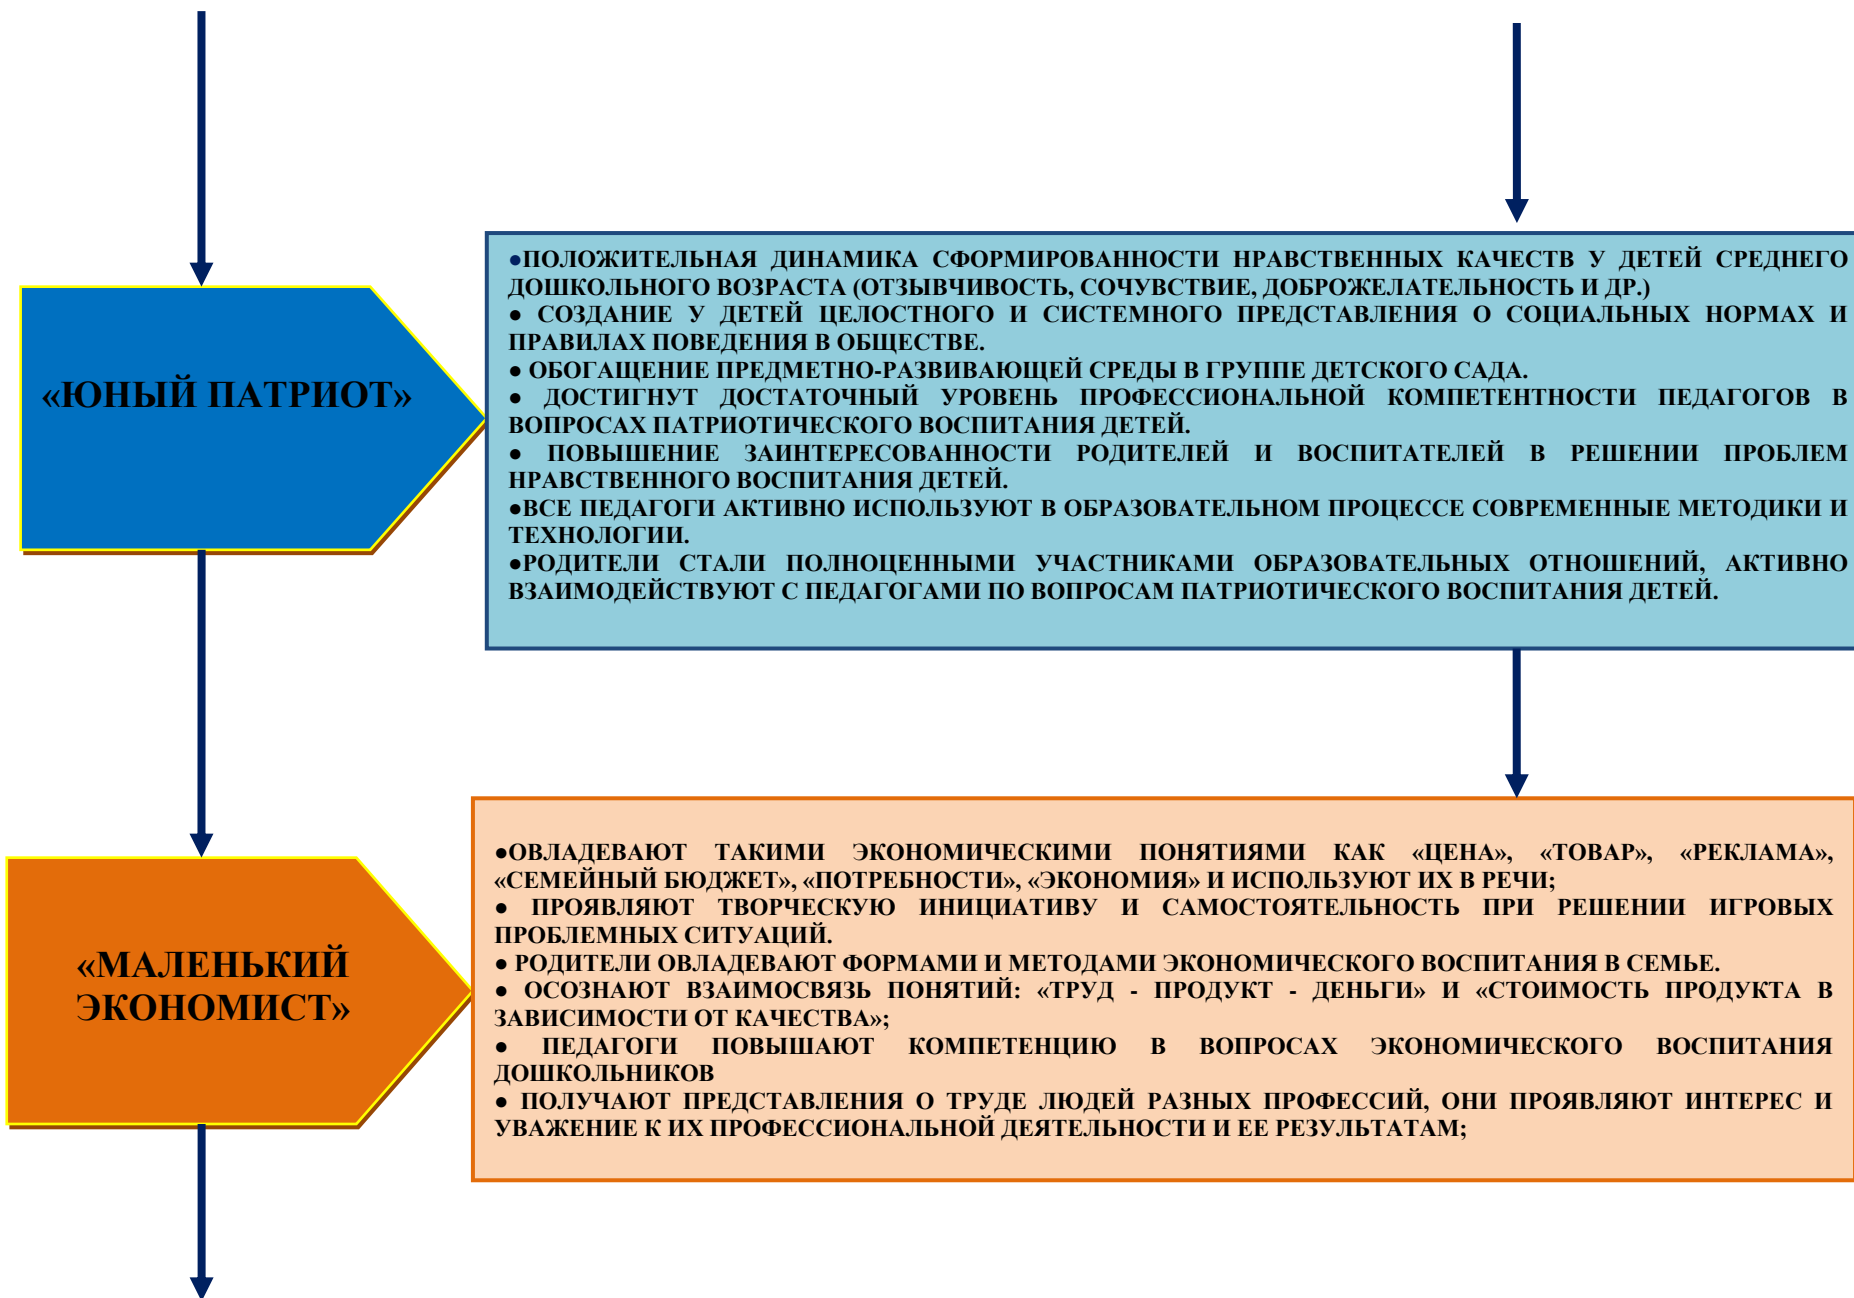 «ЮНЫЙ ПАТРИОТ»
●ПОЛОЖИТЕЛЬНАЯ ДИНАМИКА СФОРМИРОВАННОСТИ НРАВСТВЕННЫХ КАЧЕСТВ У ДЕТЕЙ СРЕДНЕГО
ДОШКОЛЬНОГО ВОЗРАСТА (ОТЗЫВЧИВОСТЬ, СОЧУВСТВИЕ, ДОБРОЖЕЛАТЕЛЬНОСТЬ И ДР.)
● СОЗДАНИЕ У ДЕТЕЙ ЦЕЛОСТНОГО И СИСТЕМНОГО ПРЕДСТАВЛЕНИЯ О СОЦИАЛЬНЫХ НОРМАХ И
ПРАВИЛАХ ПОВЕДЕНИЯ В ОБЩЕСТВЕ.
● ОБОГАЩЕНИЕ ПРЕДМЕТНО-РАЗВИВАЮЩЕЙ СРЕДЫ В ГРУППЕ ДЕТСКОГО САДА.
● ДОСТИГНУТ ДОСТАТОЧНЫЙ УРОВЕНЬ ПРОФЕССИОНАЛЬНОЙ КОМПЕТЕНТНОСТИ ПЕДАГОГОВ В
ВОПРОСАХ ПАТРИОТИЧЕСКОГО ВОСПИТАНИЯ ДЕТЕЙ.
● ПОВЫШЕНИЕ ЗАИНТЕРЕСОВАННОСТИ РОДИТЕЛЕЙ И ВОСПИТАТЕЛЕЙ В РЕШЕНИИ ПРОБЛЕМ
НРАВСТВЕННОГО ВОСПИТАНИЯ ДЕТЕЙ.
●ВСЕ ПЕДАГОГИ АКТИВНО ИСПОЛЬЗУЮТ В ОБРАЗОВАТЕЛЬНОМ ПРОЦЕССЕ СОВРЕМЕННЫЕ МЕТОДИКИ И
ТЕХНОЛОГИИ.
●РОДИТЕЛИ СТАЛИ ПОЛНОЦЕННЫМИ УЧАСТНИКАМИ ОБРАЗОВАТЕЛЬНЫХ ОТНОШЕНИЙ, АКТИВНО
ВЗАИМОДЕЙСТВУЮТ С ПЕДАГОГАМИ ПО ВОПРОСАМ ПАТРИОТИЧЕСКОГО ВОСПИТАНИЯ ДЕТЕЙ.
«МАЛЕНЬКИЙ
ЭКОНОМИСТ»
●ОВЛАДЕВАЮТ ТАКИМИ ЭКОНОМИЧЕСКИМИ ПОНЯТИЯМИ КАК «ЦЕНА», «ТОВАР», «РЕКЛАМА»,
«СЕМЕЙНЫЙ БЮДЖЕТ», «ПОТРЕБНОСТИ», «ЭКОНОМИЯ» И ИСПОЛЬЗУЮТ ИХ В РЕЧИ;
● ПРОЯВЛЯЮТ ТВОРЧЕСКУЮ ИНИЦИАТИВУ И САМОСТОЯТЕЛЬНОСТЬ ПРИ РЕШЕНИИ ИГРОВЫХ
ПРОБЛЕМНЫХ СИТУАЦИЙ.
● РОДИТЕЛИ ОВЛАДЕВАЮТ ФОРМАМИ И МЕТОДАМИ ЭКОНОМИЧЕСКОГО ВОСПИТАНИЯ В СЕМЬЕ.
● ОСОЗНАЮТ ВЗАИМОСВЯЗЬ ПОНЯТИЙ: «ТРУД - ПРОДУКТ - ДЕНЬГИ» И «СТОИМОСТЬ ПРОДУКТА В
ЗАВИСИМОСТИ ОТ КАЧЕСТВА»;
● ПЕДАГОГИ ПОВЫШАЮТ КОМПЕТЕНЦИЮ В ВОПРОСАХ ЭКОНОМИЧЕСКОГО ВОСПИТАНИЯ
ДОШКОЛЬНИКОВ
● ПОЛУЧАЮТ ПРЕДСТАВЛЕНИЯ О ТРУДЕ ЛЮДЕЙ РАЗНЫХ ПРОФЕССИЙ, ОНИ ПРОЯВЛЯЮТ ИНТЕРЕС И
УВАЖЕНИЕ К ИХ ПРОФЕССИОНАЛЬНОЙ ДЕЯТЕЛЬНОСТИ И ЕЕ РЕЗУЛЬТАТАМ;